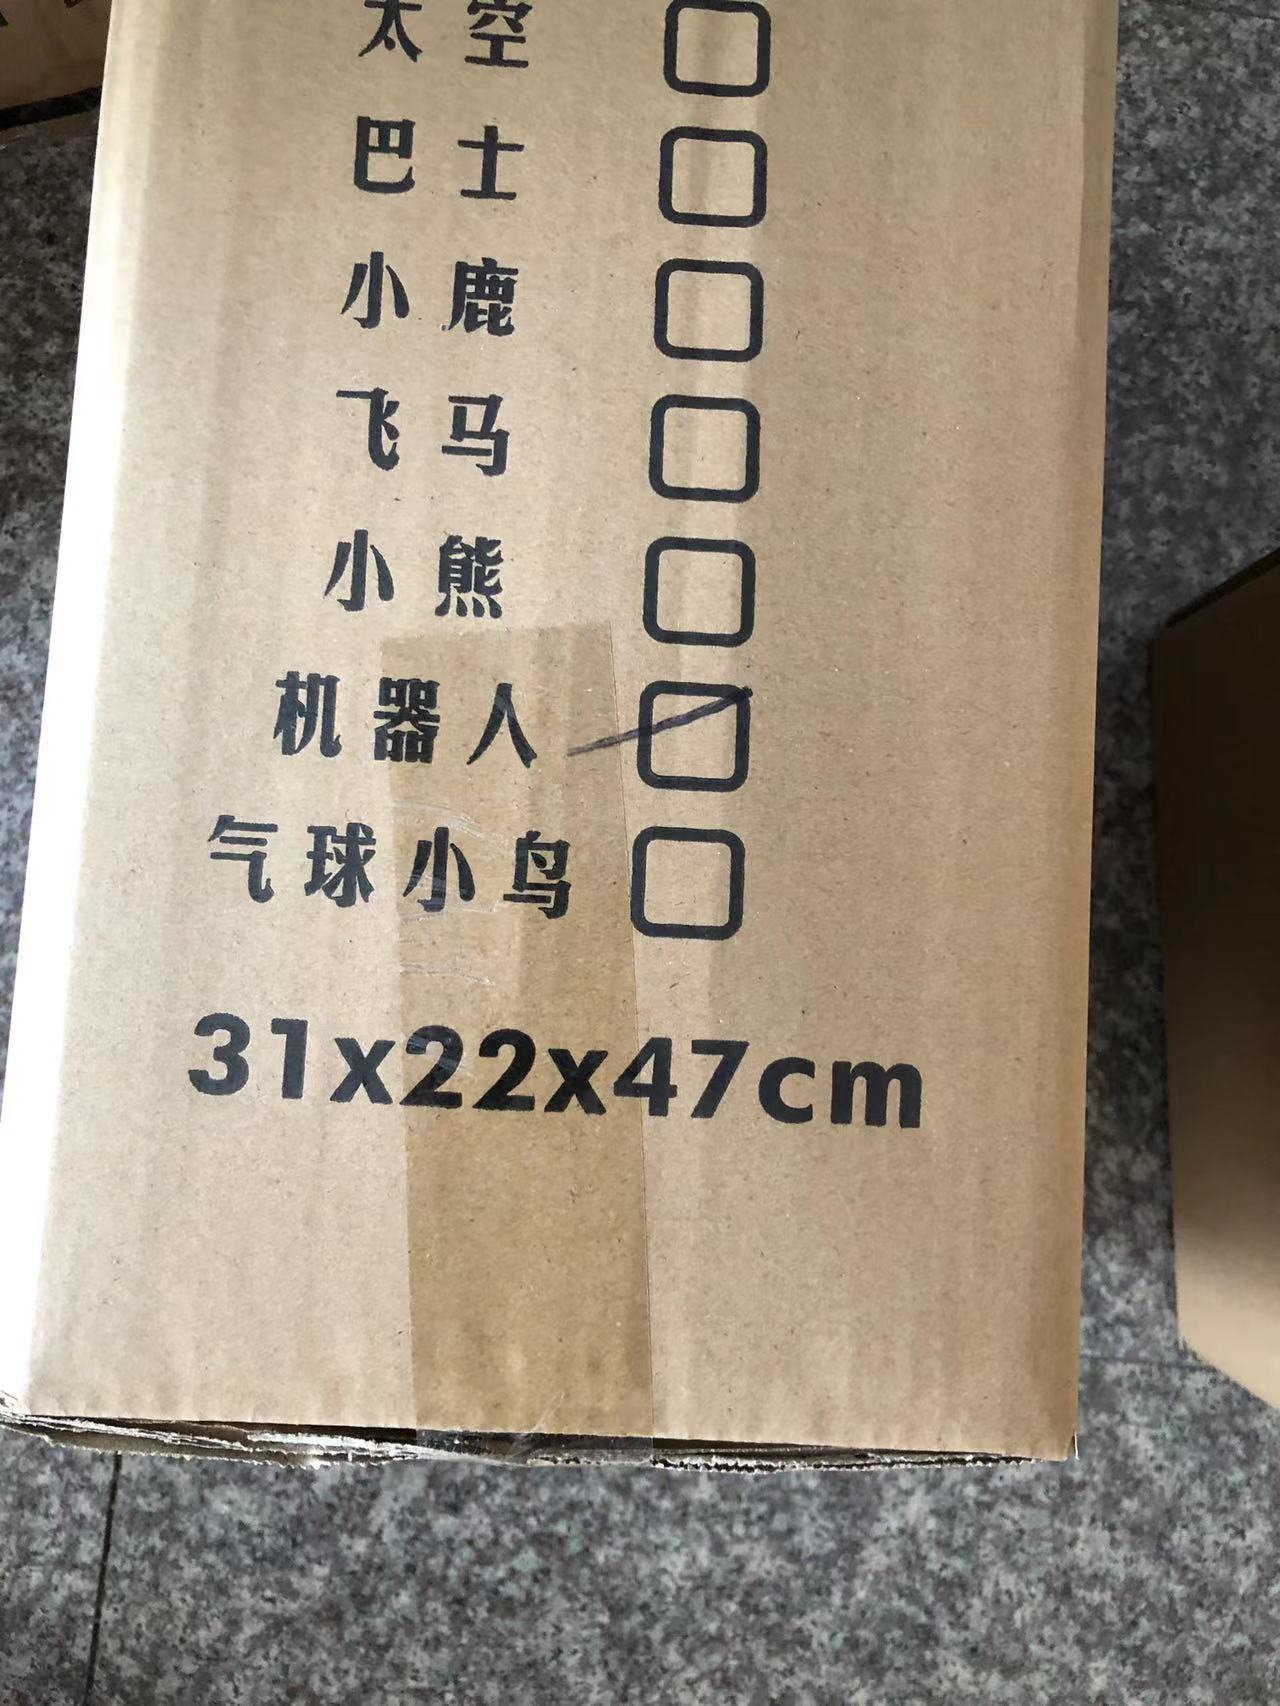 太空
巴士
小鹿
飞马
小熊
机器人
气球小鸟
31x22x47cm